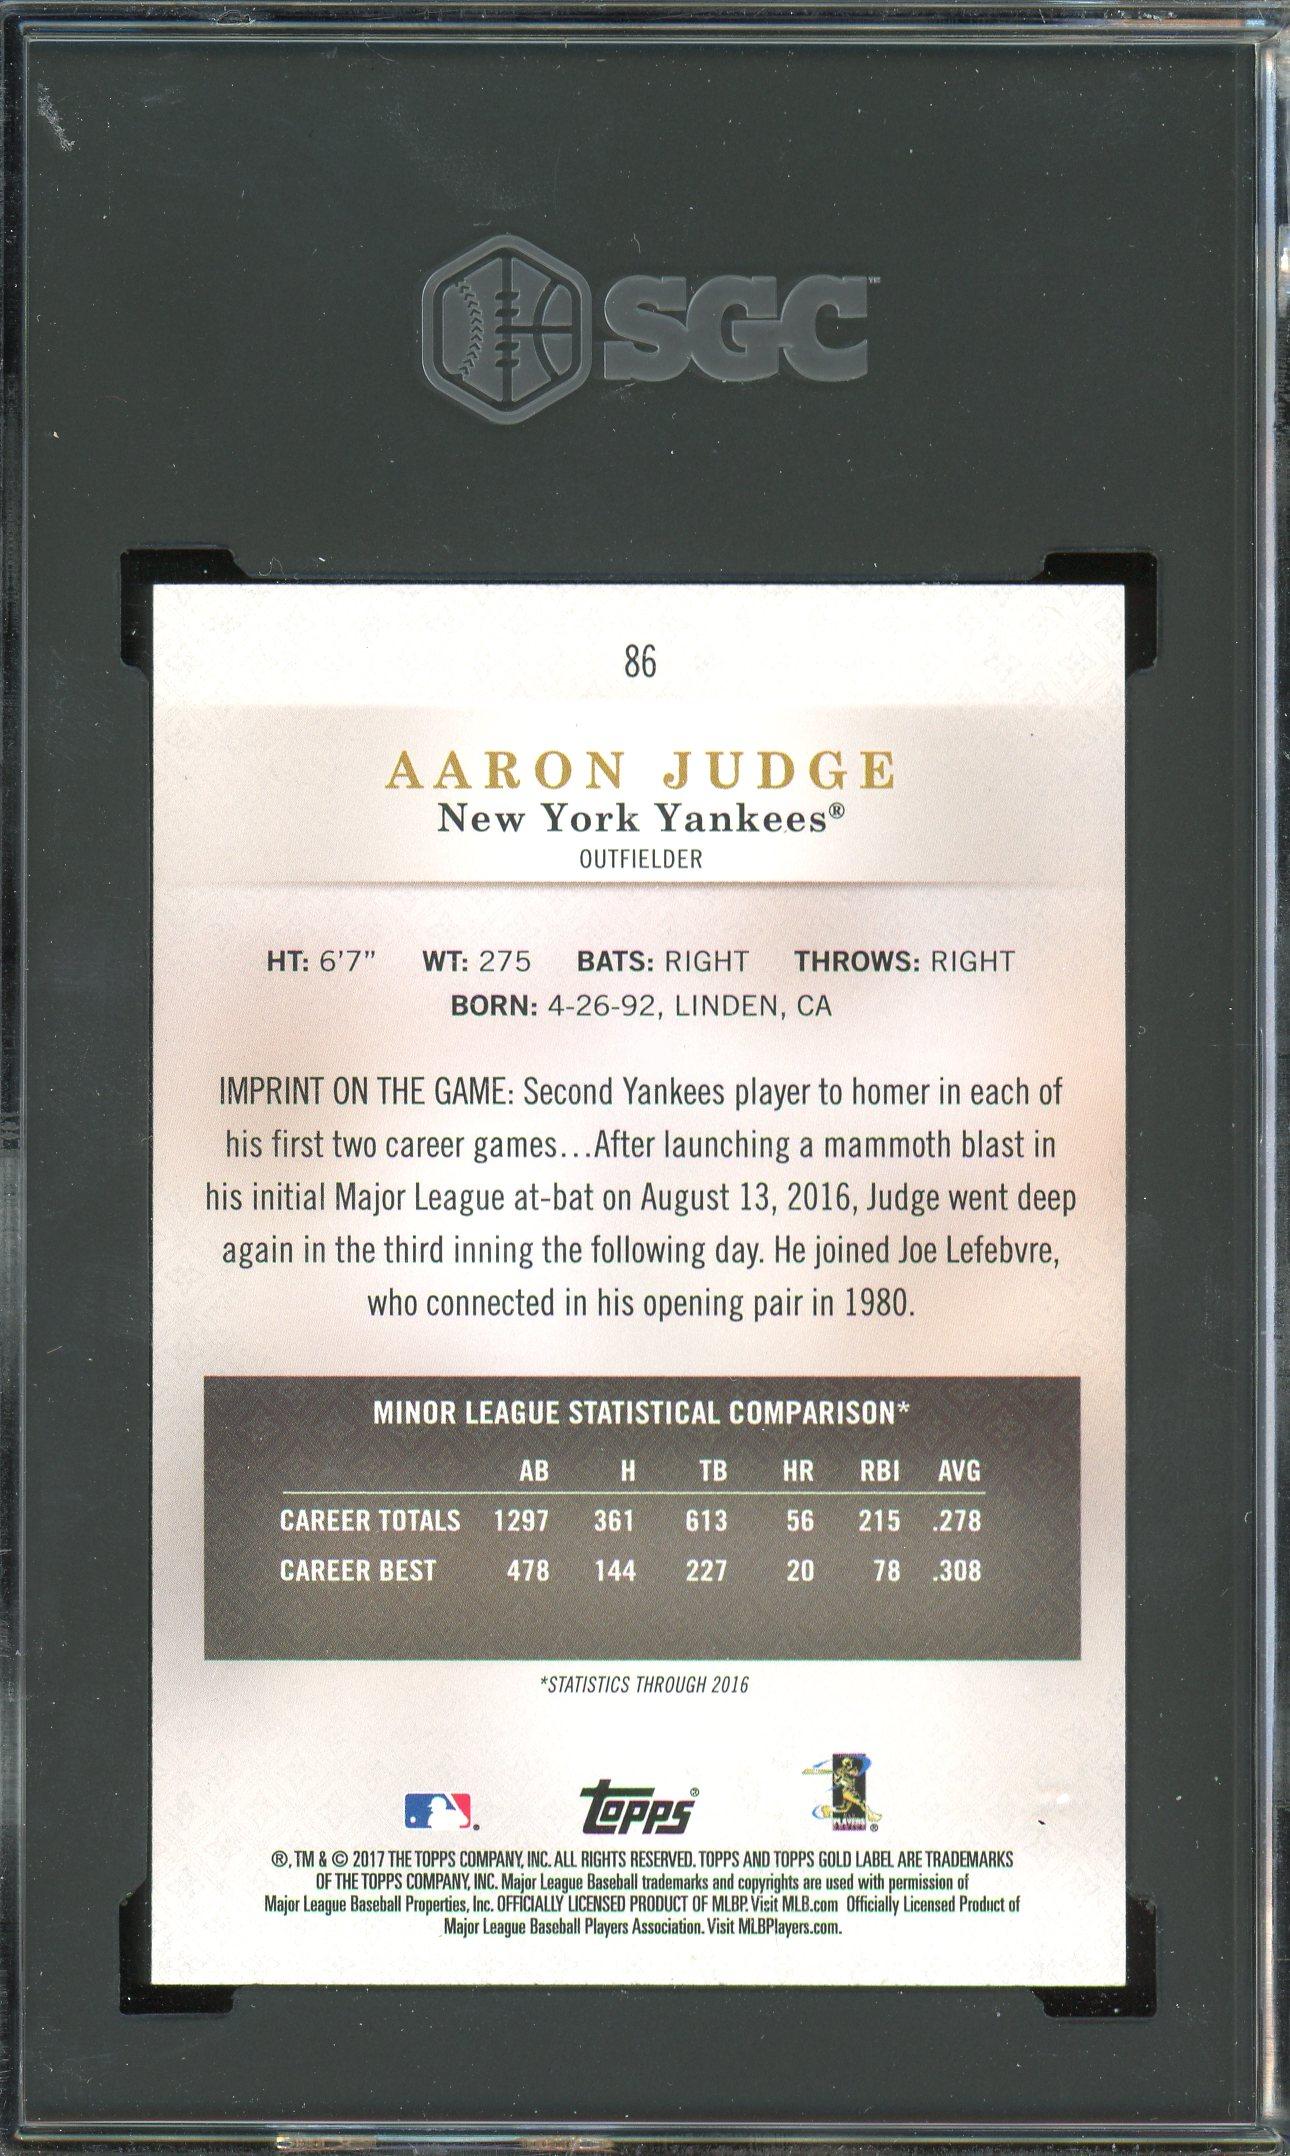 SGC™
86
AARON JUDGE
New York Yankees®
OUTFIELDER
HT: 6'7" WT: 275 BATS: RIGHT THROWS: RIGHT
BORN: 4-26-92, LINDEN, CA
IMPRINT ON THE GAME: Second Yankees player to homer in each of
his first two career games...After launching a mammoth blast in
his initial Major League at-bat on August 13, 2016, Judge went deep
again in the third inning the following day. He joined Joe Lefebvre,
who connected in his opening pair in 1980.
MINOR LEAGUE STATISTICAL COMPARISON*
AB H TB HR RBI AVG
CAREER TOTALS 1297 361 613 56 215 .278
CAREER BEST 478 144 227 20 78 .308
*STATISTICS THROUGH 2016
Topps® PLAYERS
®, TM & © 2017 THE TOPPS COMPANY, INC. ALL RIGHTS RESERVED. TOPPS AND TOPPS GOLD LABEL ARE TRADEMARKS
OF THE TOPPS COMPANY, INC. Major League Baseball trademarks and copyrights are used with permission of
Major League Baseball Properties, Inc. OFFICIALLY LICENSED PRODUCT OF MLBP. Visit MLB.com Officially Licensed Product of
Major League Baseball Players Association. Visit MLBPlayers.com.